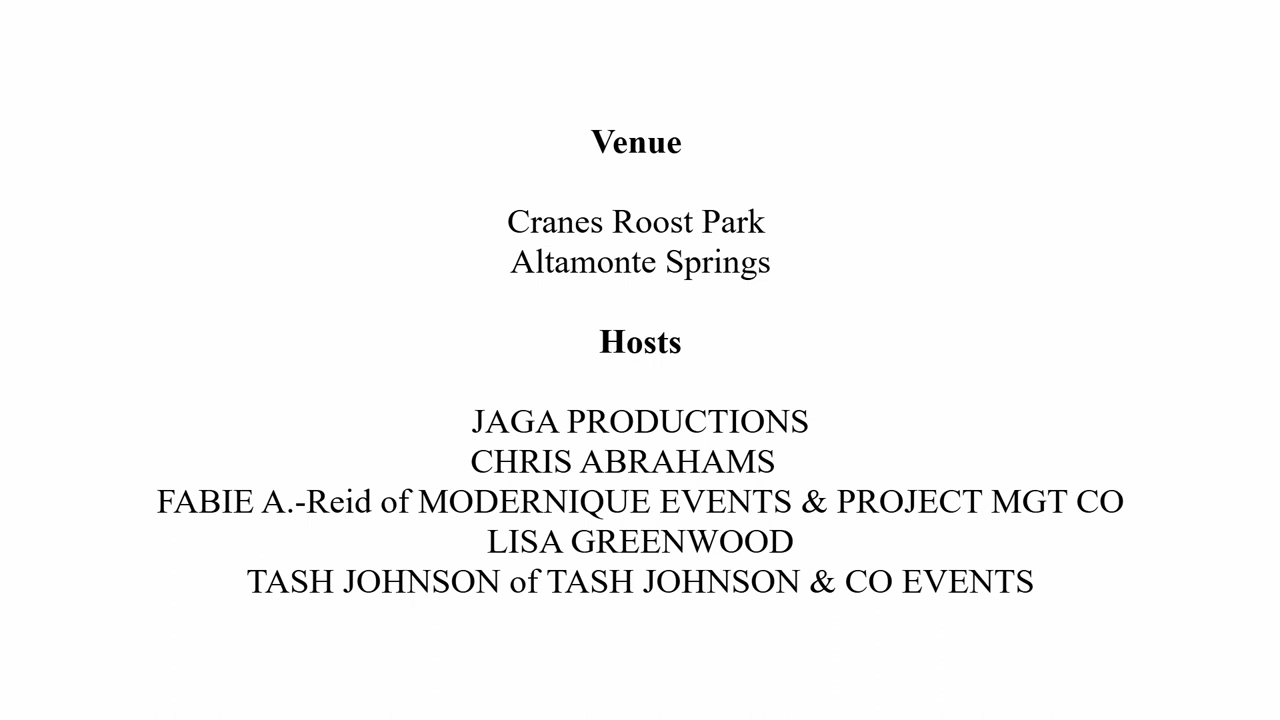 Venue
Cranes Roost Park
Altamonte Springs
Hosts
JAGA PRODUCTIONS
CHRIS ABRAHAMS
FABIE A.-Reid of MODERNIQUE EVENTS & PROJECT MGT CO
LISA GREENWOOD
TASH JOHNSON of TASH JOHNSON & CO EVENTS